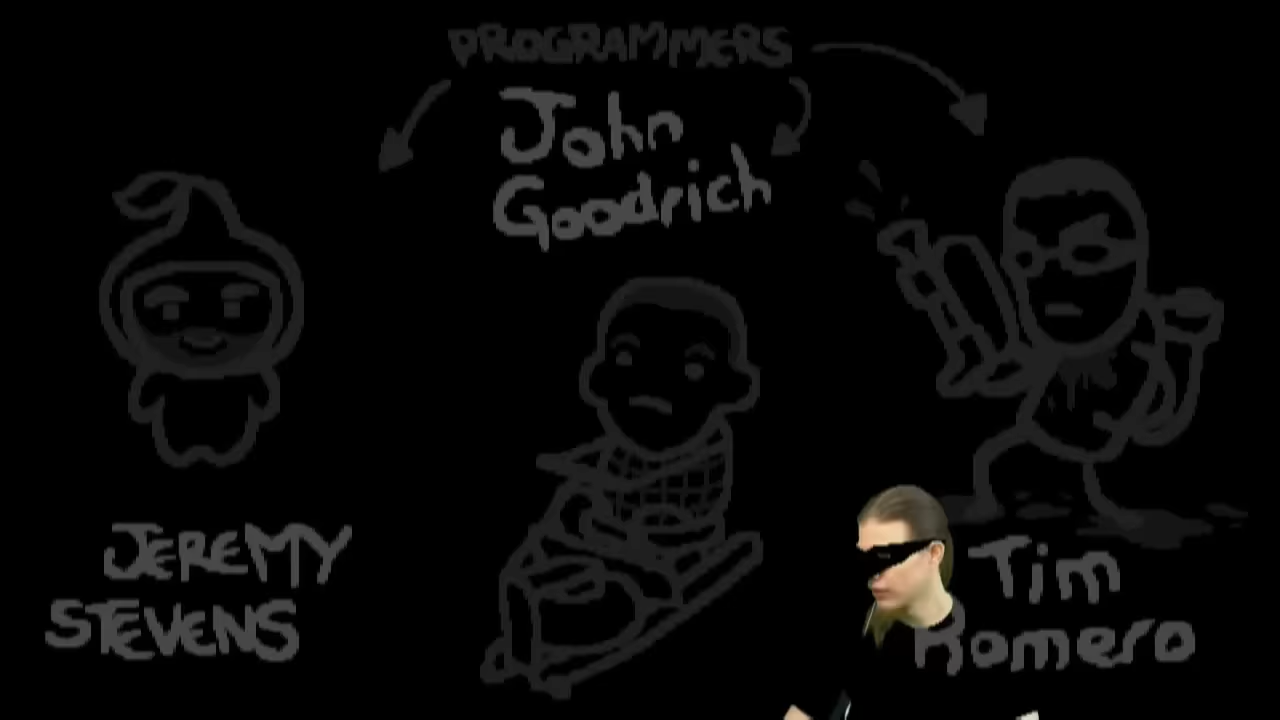 PROGRAMMERS
John
Goodrich
JEREMY
STEVENS
Tim
Romero